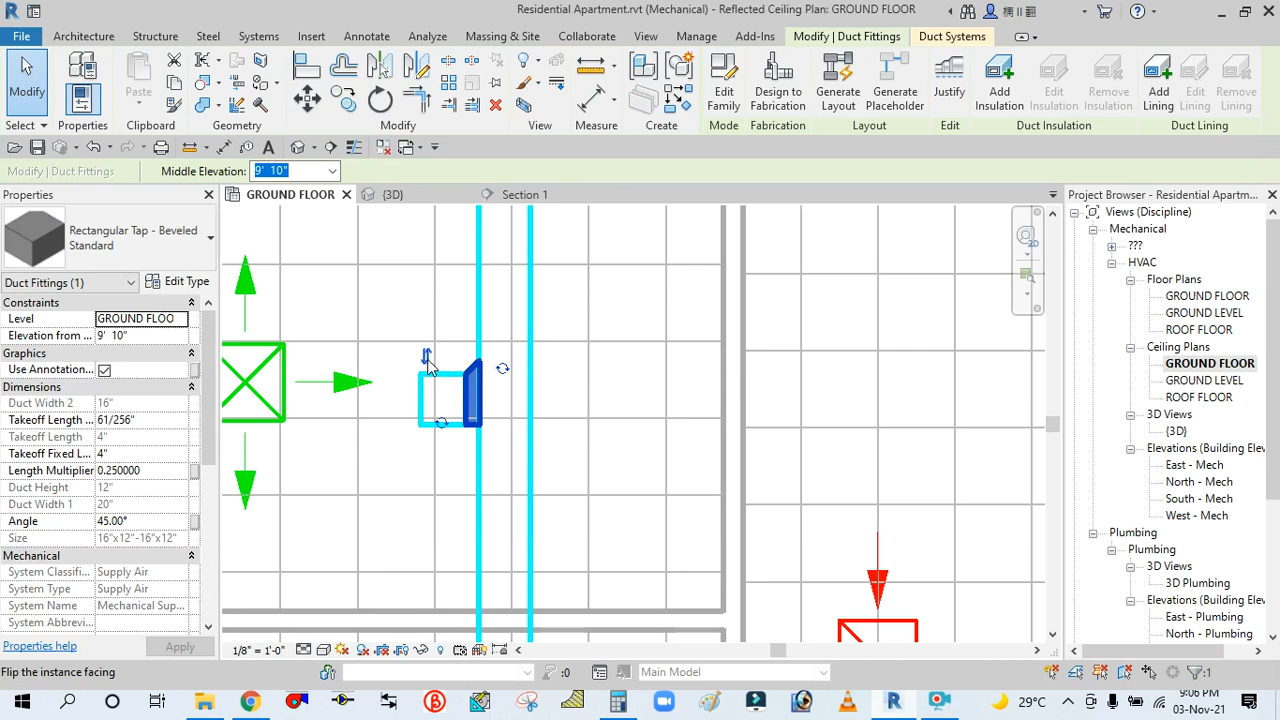 Residential Apartment.rvt (Mechanical) - Reflected Ceiling Plan: GROUND FLOOR
File Architecture Structure Steel Systems Insert Annotate Analyze Massing & Site Collaborate View Manage Add-Ins Modify | Duct Fittings Duct Systems
Modify
Paste
Edit Family
Design to Fabrication
Generate Layout
Generate Placeholder
Justify
Add Insulation
Edit Insulation
Remove Insulation
Add Lining
Edit Lining
Remove Lining
Select Properties Clipboard Geometry Modify View Measure Create Mode Fabrication Layout Edit Duct Insulation Duct Lining
Modify | Duct Fittings Middle Elevation: 9' 10"
Properties
GROUND FLOOR {3D} Section 1
Project Browser - Residential Apartm...
Rectangular Tap - Beveled
Standard
Duct Fittings (1) Edit Type
Constraints
Level GROUND FLOO
Elevation from ... 9' 10"
Graphics
Use Annotation...
Dimensions
Duct Width 2 16"
Takeoff Length ... 61/256"
Takeoff Length 4"
Takeoff Fixed L... 4"
Length Multiplier 0.250000
Duct Height 12"
Duct Width 1 20"
Angle 45.00°
Size 16"x12"-16"x12"
Mechanical
System Classifi... Supply Air
System Type Supply Air
System Name Mechanical Sup...
System Abbrevi...
Properties help Apply
2D
Views (Discipline)
Mechanical
???
HVAC
Floor Plans
GROUND FLOOR
GROUND LEVEL
ROOF FLOOR
Ceiling Plans
GROUND FLOOR
GROUND LEVEL
ROOF FLOOR
3D Views
{3D}
Elevations (Building Elev
East - Mech
North - Mech
South - Mech
West - Mech
Plumbing
Plumbing
3D Views
3D Plumbing
Elevations (Building Elev
East - Plumbing
North - Plumbing
1/8" = 1'-0"
Flip the instance facing :0 Main Model :1
29°C
9:06 PM
03-Nov-21